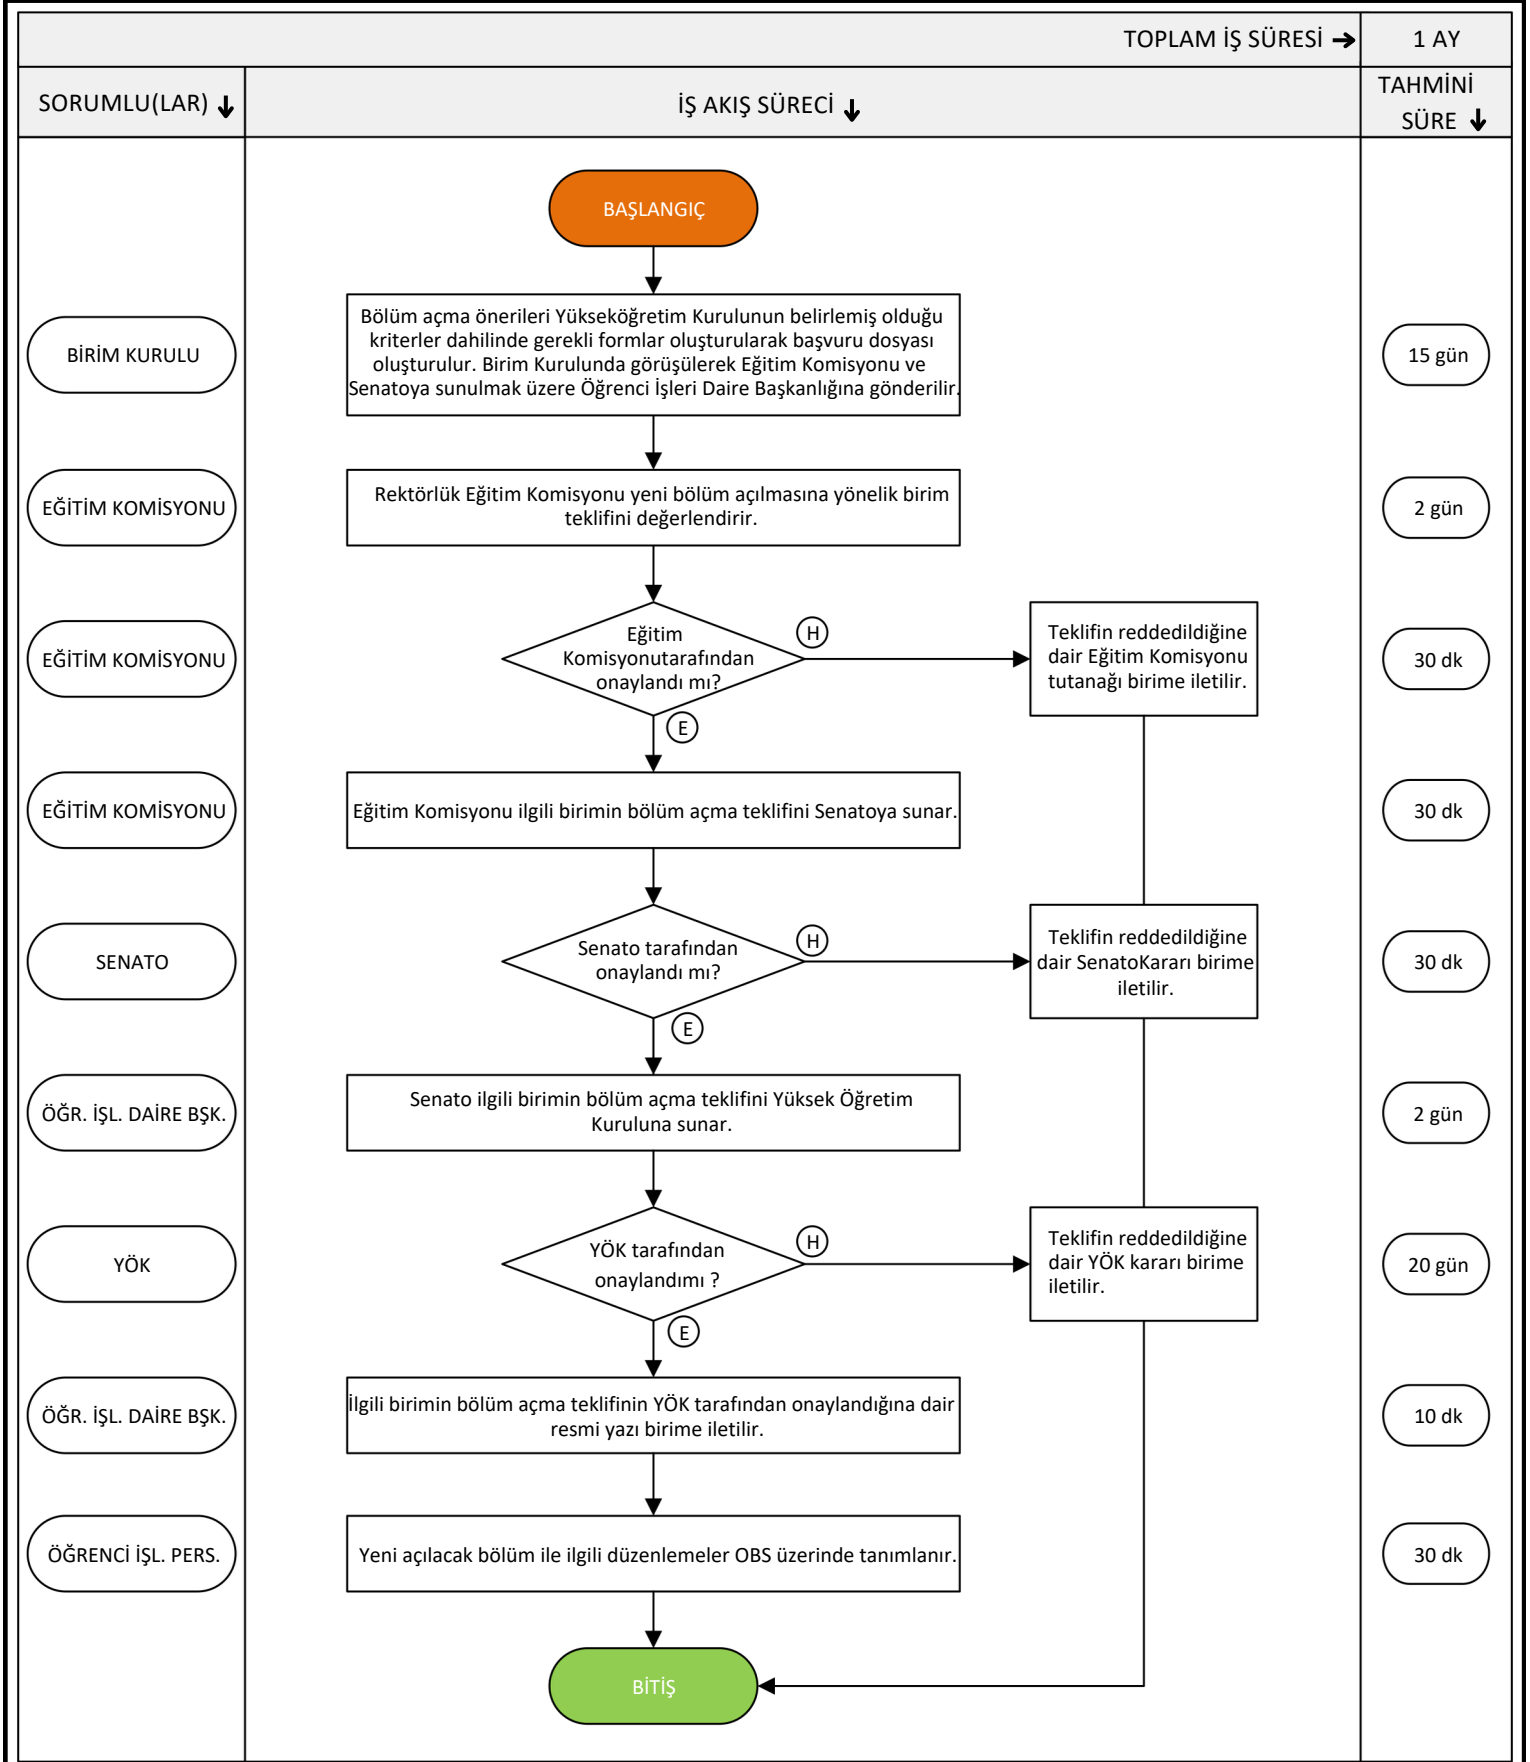 TOPLAM İŞ SÜRESİ
1 AY
SORUMLU(LAR)
İŞ AKIŞ SÜRECİ
TAHMİNİ
SÜRE
BAŞLANGIÇ
BİRİM KURULU
Bölüm açma önerileri Yükseköğretim Kurulunun belirlemiş olduğu
kriterler dahilinde gerekli formlar oluşturularak başvuru dosyası
oluşturulur. Birim Kurulunda görüşülerek Eğitim Komisyonu ve
Senatoya sunulmak üzere Öğrenci İşleri Daire Başkanlığına gönderilir.
15 gün
EĞİTİM KOMİSYONU
Rektörlük Eğitim Komisyonu yeni bölüm açılmasına yönelik birim
teklifini değerlendirir.
2 gün
EĞİTİM KOMİSYONU
Eğitim
Komisyonutarafından
onaylandı mı?
H
Teklifin reddedildiğine
dair Eğitim Komisyonu
tutanağı birime iletilir.
30 dk
E
EĞİTİM KOMİSYONU
Eğitim Komisyonu ilgili birimin bölüm açma teklifini Senatoya sunar.
30 dk
SENATO
Senato tarafından
onaylandı mı?
H
Teklifin reddedildiğine
dair SenatoKararı birime
iletilir.
30 dk
E
ÖĞR. İŞL. DAİRE BŞK.
Senato ilgili birimin bölüm açma teklifini Yüksek Öğretim
Kuruluna sunar.
2 gün
YÖK
YÖK tarafından
onaylandımı ?
H
Teklifin reddedildiğine
dair YÖK kararı birime
iletilir.
20 gün
E
ÖĞR. İŞL. DAİRE BŞK.
İlgili birimin bölüm açma teklifinin YÖK tarafından onaylandığına dair
resmi yazı birime iletilir.
10 dk
ÖĞRENCİ İŞL. PERS.
Yeni açılacak bölüm ile ilgili düzenlemeler OBS üzerinde tanımlanır.
30 dk
BİTİŞ